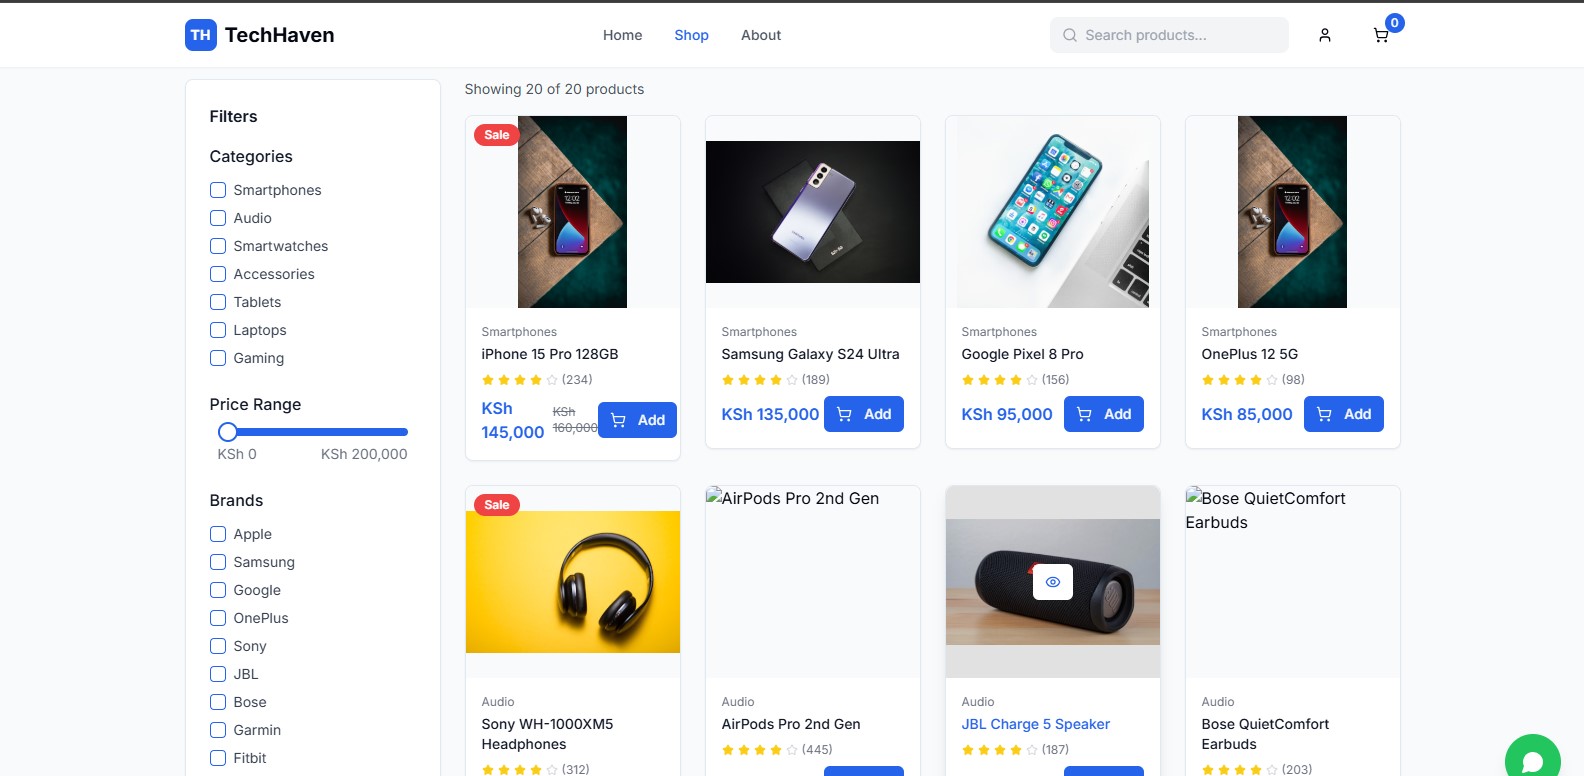 TH TechHaven
Home Shop About
Search products...
0
Filters
Categories
Smartphones
Audio
Smartwatches
Accessories
Tablets
Laptops
Gaming
Price Range
KSh 0 KSh 200,000
Brands
Apple
Samsung
Google
OnePlus
Sony
JBL
Bose
Garmin
Fitbit
Showing 20 of 20 products
Sale
12:02
Smartphones
iPhone 15 Pro 128GB
(234)
KSh
145,000
KSh
160,000
Add
SAMSUNG
Smartphones
Samsung Galaxy S24 Ultra
(189)
KSh 135,000 Add
Smartphones
Google Pixel 8 Pro
(156)
KSh 95,000 Add
12:02
Smartphones
OnePlus 12 5G
(98)
KSh 85,000 Add
Sale
Audio
Sony WH-1000XM5
Headphones
(312)
AirPods Pro 2nd Gen
Audio
AirPods Pro 2nd Gen
(445)
Audio
JBL Charge 5 Speaker
(187)
Bose QuietComfort
Earbuds
Audio
Bose QuietComfort
Earbuds
(203)